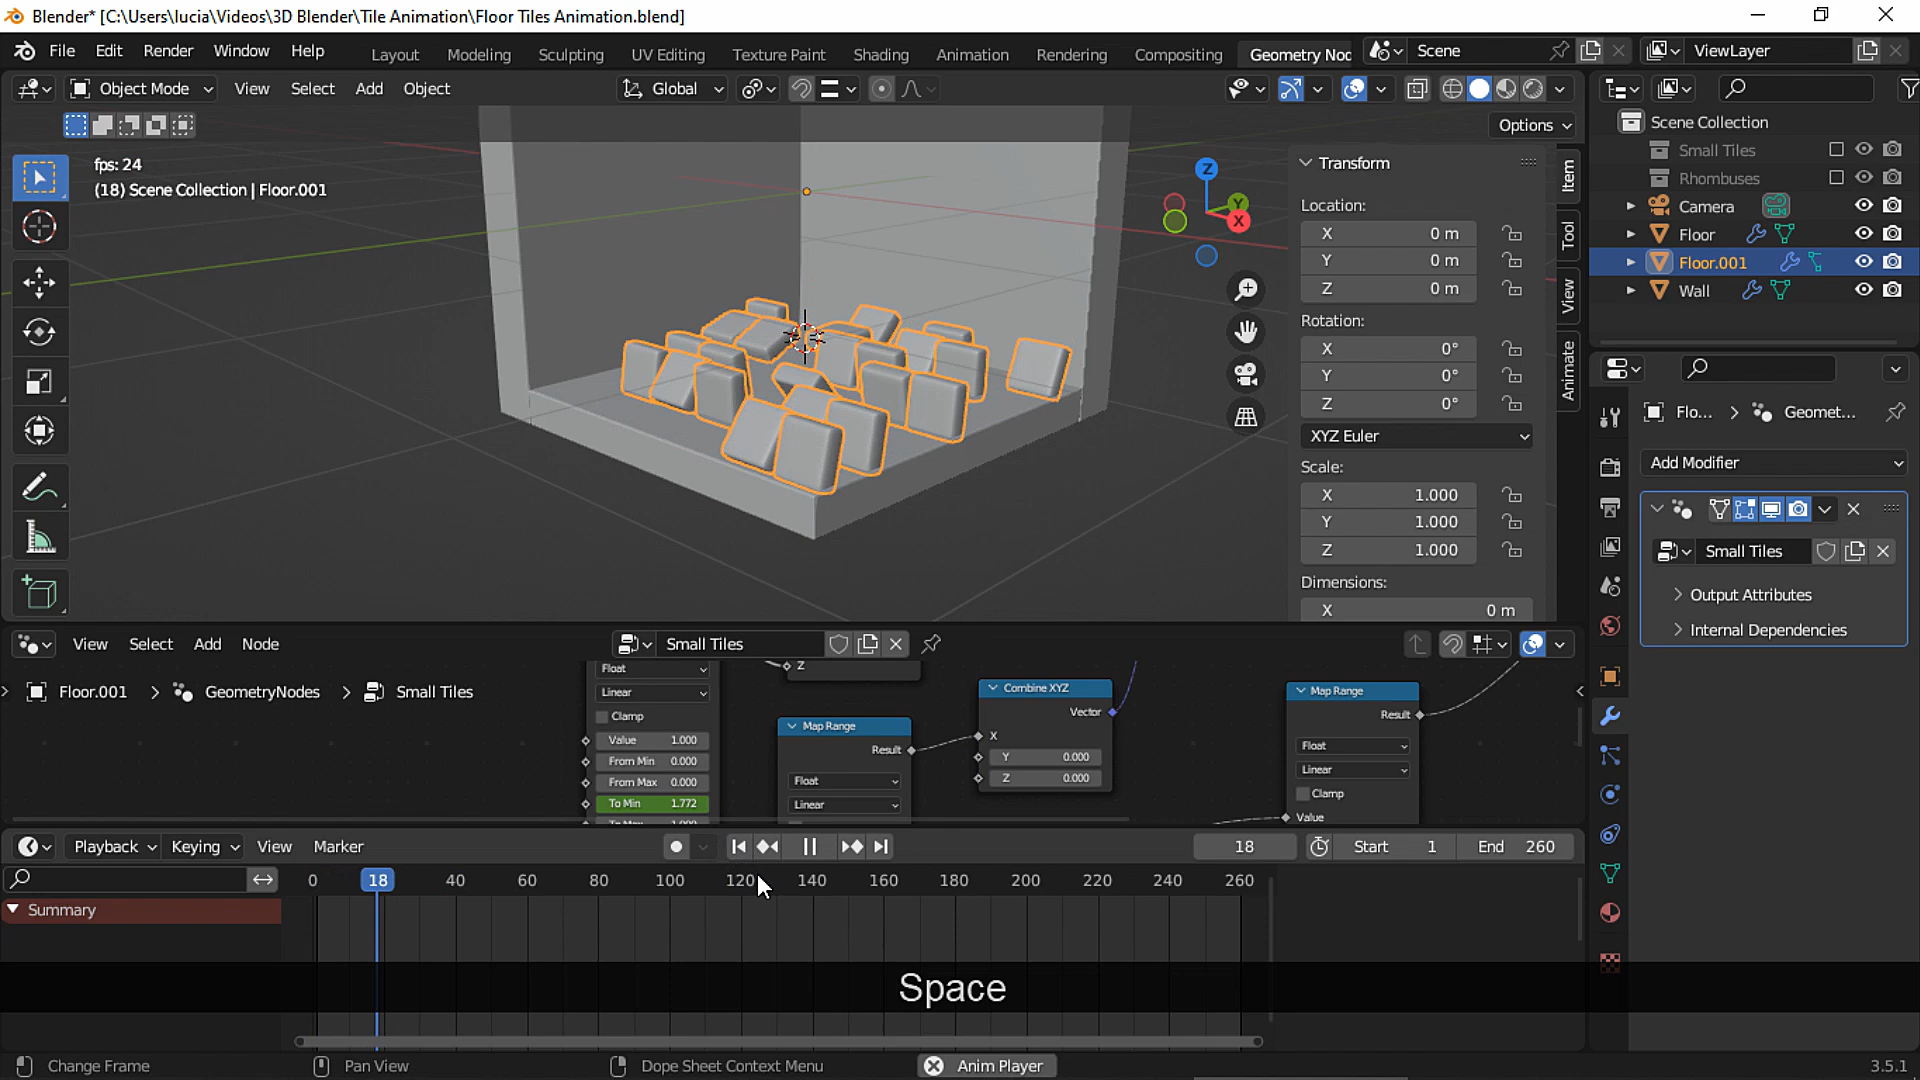 Blender* [C:\Users\lucia\Videos\3D Blender\Tile Animation\Floor Tiles Animation.blend]
File Edit Render Window Help Layout Modeling Sculpting UV Editing Texture Paint Shading Animation Rendering Compositing Geometry Noc Scene ViewLayer
Object Mode View Select Add Object Global
Options
fps: 24
(18) Scene Collection | Floor.001
Z
Y
X
Transform
Location:
X 0 m
Y 0 m
Z 0 m
Rotation:
X 0°
Y 0°
Z 0°
XYZ Euler
Scale:
X 1.000
Y 1.000
Z 1.000
Dimensions:
X 0 m
Item
Tool
View
Animate
Scene Collection
Small Tiles
Rhombuses
Camera
Floor
Floor.001
Wall
Flo... > Geomet...
Add Modifier
Small Tiles
Output Attributes
Internal Dependencies
View Select Add Node Small Tiles
Floor.001 > GeometryNodes > Small Tiles
Float
Linear
Clamp
Value 1.000
From Min 0.000
From Max 0.000
To Min 1.772
Z
Map Range
Result
Float
Linear
Combine XYZ
Vector
X
Y 0.000
Z 0.000
Map Range
Result
Float
Linear
Clamp
Value
Playback Keying View Marker 18 Start 1 End 260
0 18 40 60 80 100 120 140 160 180 200 220 240 260
Summary
Space
Change Frame Pan View Dope Sheet Context Menu Anim Player 3.5.1